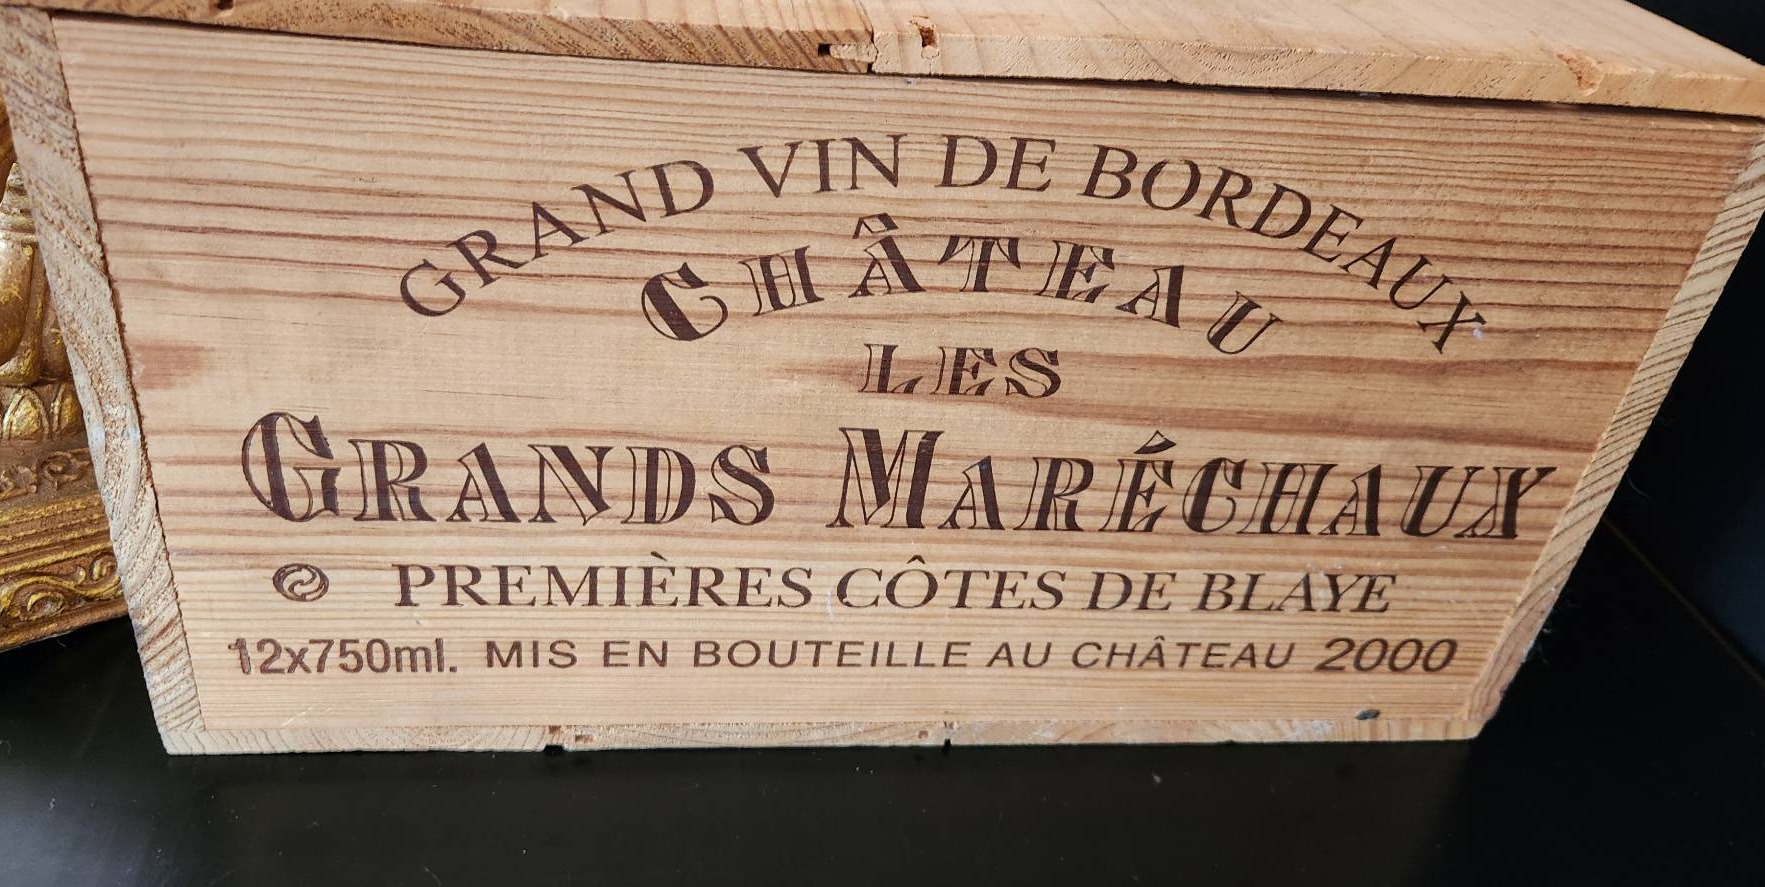 GRAND VIN DE BORDEAUX
CHÂTEAU
LES
GRANDS MARÉCHAUX
PREMIÈRES CÔTES DE BLAYE
12x750ml. MIS EN BOUTEILLE AU CHÂTEAU 2000